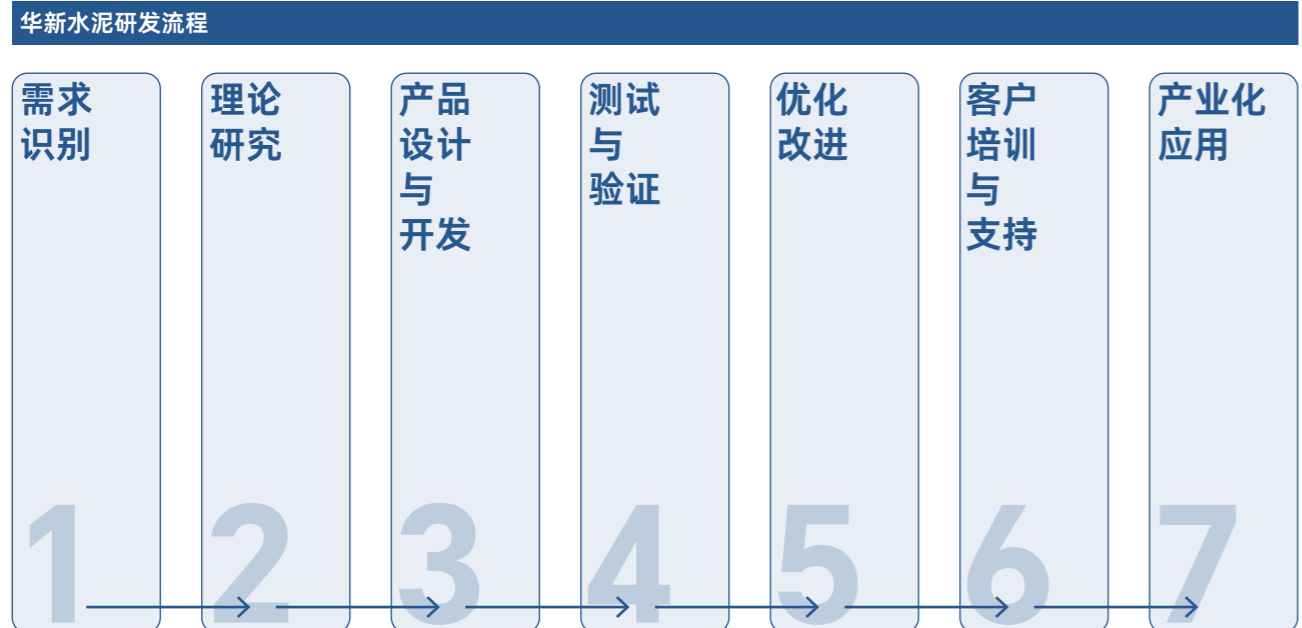 华新水泥研发流程
需求
识别
1
理论
研究
2
产品
设计
与
开发
3
测试
与
验证
4
优化
改进
5
客户
培训
与
支持
6
产业化
应用
7